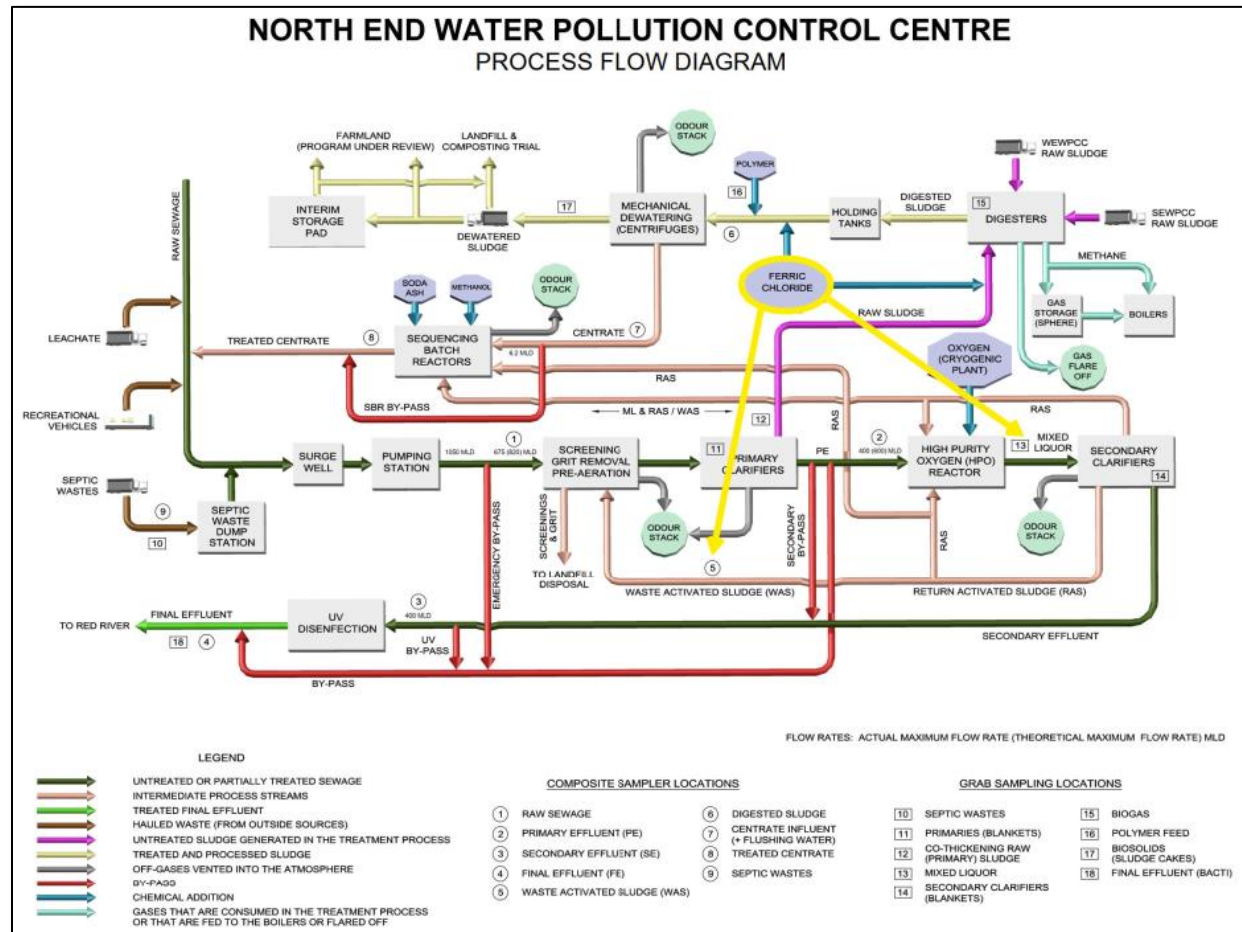 NORTH END WATER POLLUTION CONTROL CENTRE
PROCESS FLOW DIAGRAM
FARMLAND
(PROGRAM UNDER REVIEW)
LANDFILL &
COMPOSTING TRIAL
ODOUR
STACK
POLYMER
WEWPCC
RAW SLUDGE
RAW SEWAGE
INTERIM
STORAGE
PAD
17
DEWATERED
SLUDGE
MECHANICAL
DEWATERING
(CENTRIFUGES)
16
6
HOLDING
TANKS
DIGESTED
SLUDGE
15
DIGESTERS
SEWPCC
RAW SLUDGE
SODA
ASH
METHANOL
ODOUR
STACK
FERRIC
CHLORIDE
METHANE
GAS
STORAGE
(SPHERE)
BOILERS
RAW SLUDGE
LEACHATE
TREATED CENTRATE
8
SEQUENCING
BATCH
REACTORS
CENTRATE
7
6.2 MLD
OXYGEN
(CRYOGENIC
PLANT)
GAS
FLARE
OFF
RAS
RAS
RAS
RECREATIONAL
VEHICLES
SBR BY-PASS
ML & RAS / WAS
12
SURGE
WELL
PUMPING
STATION
1
1050 MLD
675 (820) MLD
SCREENING
GRIT REMOVAL
PRE-AERATION
11
PRIMARY
CLARIFIERS
PE
2
400 (600) MLD
HIGH PURITY
OXYGEN (HPO)
REACTOR
13
MIXED
LIQUOR
SECONDARY
CLARIFIERS
14
SEPTIC
WASTES
9
10
SEPTIC
WASTE
DUMP
STATION
EMERGENCY BY-PASS
SCREENINGS
& GRIT
TO LANDFILL
DISPOSAL
ODOUR
STACK
SECONDARY
BY-PASS
RAS
ODOUR
STACK
5
WASTE ACTIVATED SLUDGE (WAS)
RETURN ACTIVATED SLUDGE (RAS)
TO RED RIVER
FINAL EFFLUENT
18
4
UV
DISENFECTION
3
400 MLD
UV
BY-PASS
SECONDARY EFFLUENT
BY-PASS
FLOW RATES: ACTUAL MAXIMUM FLOW RATE (THEORETICAL MAXIMUM FLOW RATE) MLD
LEGEND
UNTREATED OR PARTIALLY TREATED SEWAGE
INTERMEDIATE PROCESS STREAMS
TREATED FINAL EFFLUENT
HAULED WASTE (FROM OUTSIDE SOURCES)
UNTREATED SLUDGE GENERATED IN THE TREATMENT PROCESS
TREATED AND PROCESSED SLUDGE
OFF-GASES VENTED INTO THE ATMOSPHERE
BY-PASS
CHEMICAL ADDITION
GASES THAT ARE CONSUMED IN THE TREATMENT PROCESS
OR THAT ARE FED TO THE BOILERS OR FLARED OFF
COMPOSITE SAMPLER LOCATIONS
1 RAW SEWAGE
2 PRIMARY EFFLUENT (PE)
3 SECONDARY EFFLUENT (SE)
4 FINAL EFFLUENT (FE)
5 WASTE ACTIVATED SLUDGE (WAS)
6 DIGESTED SLUDGE
7 CENTRATE INFLUENT
(+ FLUSHING WATER)
8 TREATED CENTRATE
9 SEPTIC WASTES
GRAB SAMPLING LOCATIONS
10 SEPTIC WASTES
11 PRIMARIES (BLANKETS)
12 CO-THICKENING RAW
(PRIMARY) SLUDGE
13 MIXED LIQUOR
14 SECONDARY CLARIFIERS
(BLANKETS)
15 BIOGAS
16 POLYMER FEED
17 BIOSOLIDS
(SLUDGE CAKES)
18 FINAL EFFLUENT (BACTI)